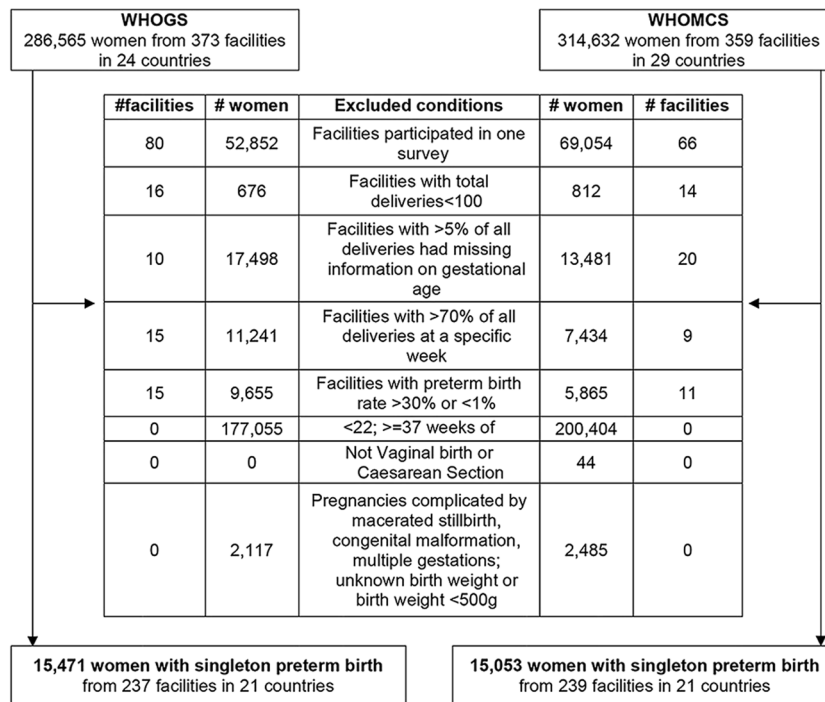 WHOGS
286,565 women from 373 facilities
in 24 countries
WHOMCS
314,632 women from 359 facilities
in 29 countries
#facilities # women Excluded conditions # women # facilities
80 52,852 Facilities participated in one
survey 69,054 66
16 676 Facilities with total
deliveries<100 812 14
10 17,498 Facilities with >5% of all
deliveries had missing
information on gestational
age 13,481 20
15 11,241 Facilities with >70% of all
deliveries at a specific
week 7,434 9
15 9,655 Facilities with preterm birth
rate >30% or <1% 5,865 11
0 177,055 <22; >=37 weeks of 200,404 0
0 0 Not Vaginal birth or
Caesarean Section 44 0
0 2,117 Pregnancies complicated by
macerated stillbirth,
congenital malformation,
multiple gestations;
unknown birth weight or
birth weight <500g 2,485 0
15,471 women with singleton preterm birth
from 237 facilities in 21 countries
15,053 women with singleton preterm birth
from 239 facilities in 21 countries